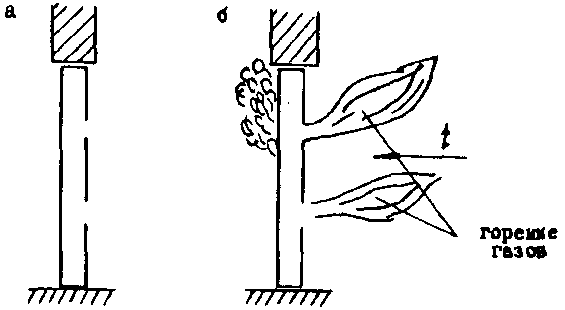 а
б
t
горение
газов